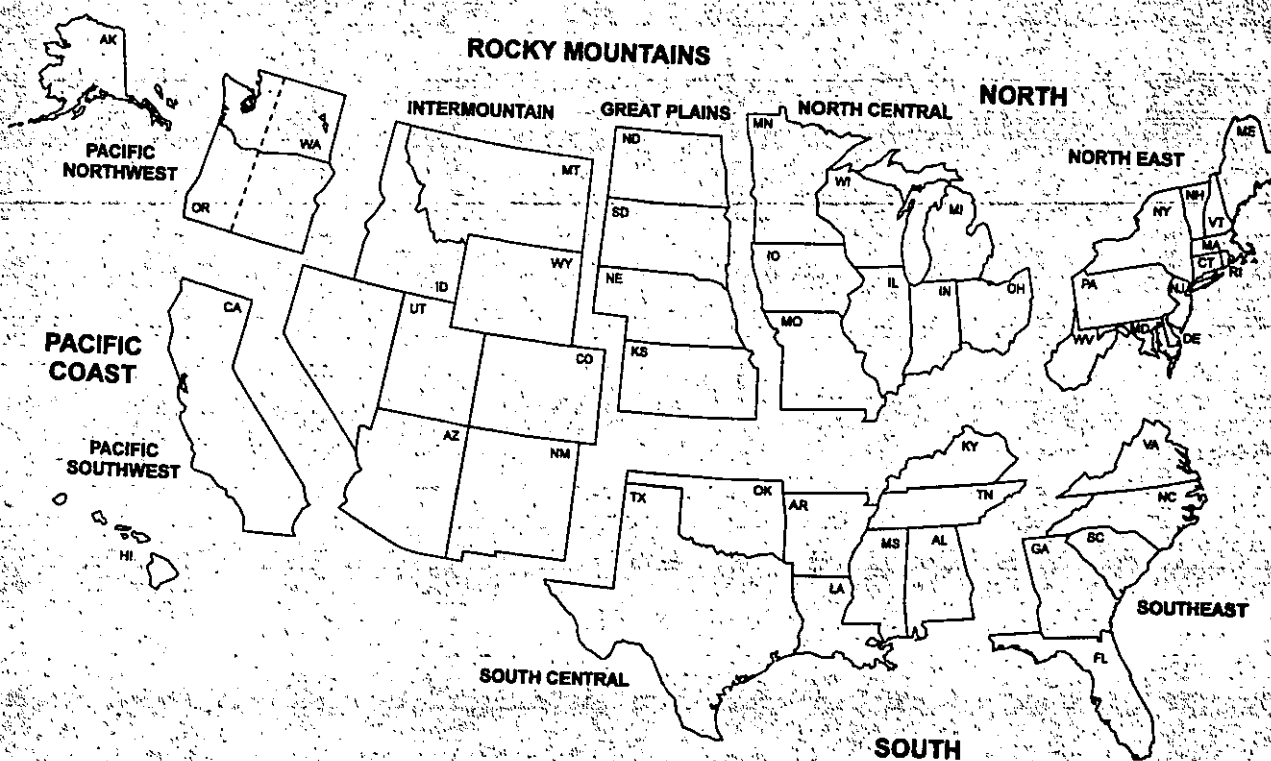 AK
ROCKY MOUNTAINS
INTERMOUNTAIN
GREAT PLAINS
NORTH CENTRAL
NORTH
PACIFIC
NORTHWEST
WA
OR
MT
ID
WY
UT
CO
AZ
NM
ND
SD
NE
KS
MN
WI
MI
IO
IL
IN
OH
MO
NORTH EAST
ME
NH
VT
NY
MA
CT
RI
PA
NJ
MD
DE
WV
CA
PACIFIC
COAST
PACIFIC
SOUTHWEST
HI
TX
OK
AR
LA
KY
TN
MS
AL
SOUTH CENTRAL
VA
NC
SC
GA
FL
SOUTHEAST
SOUTH